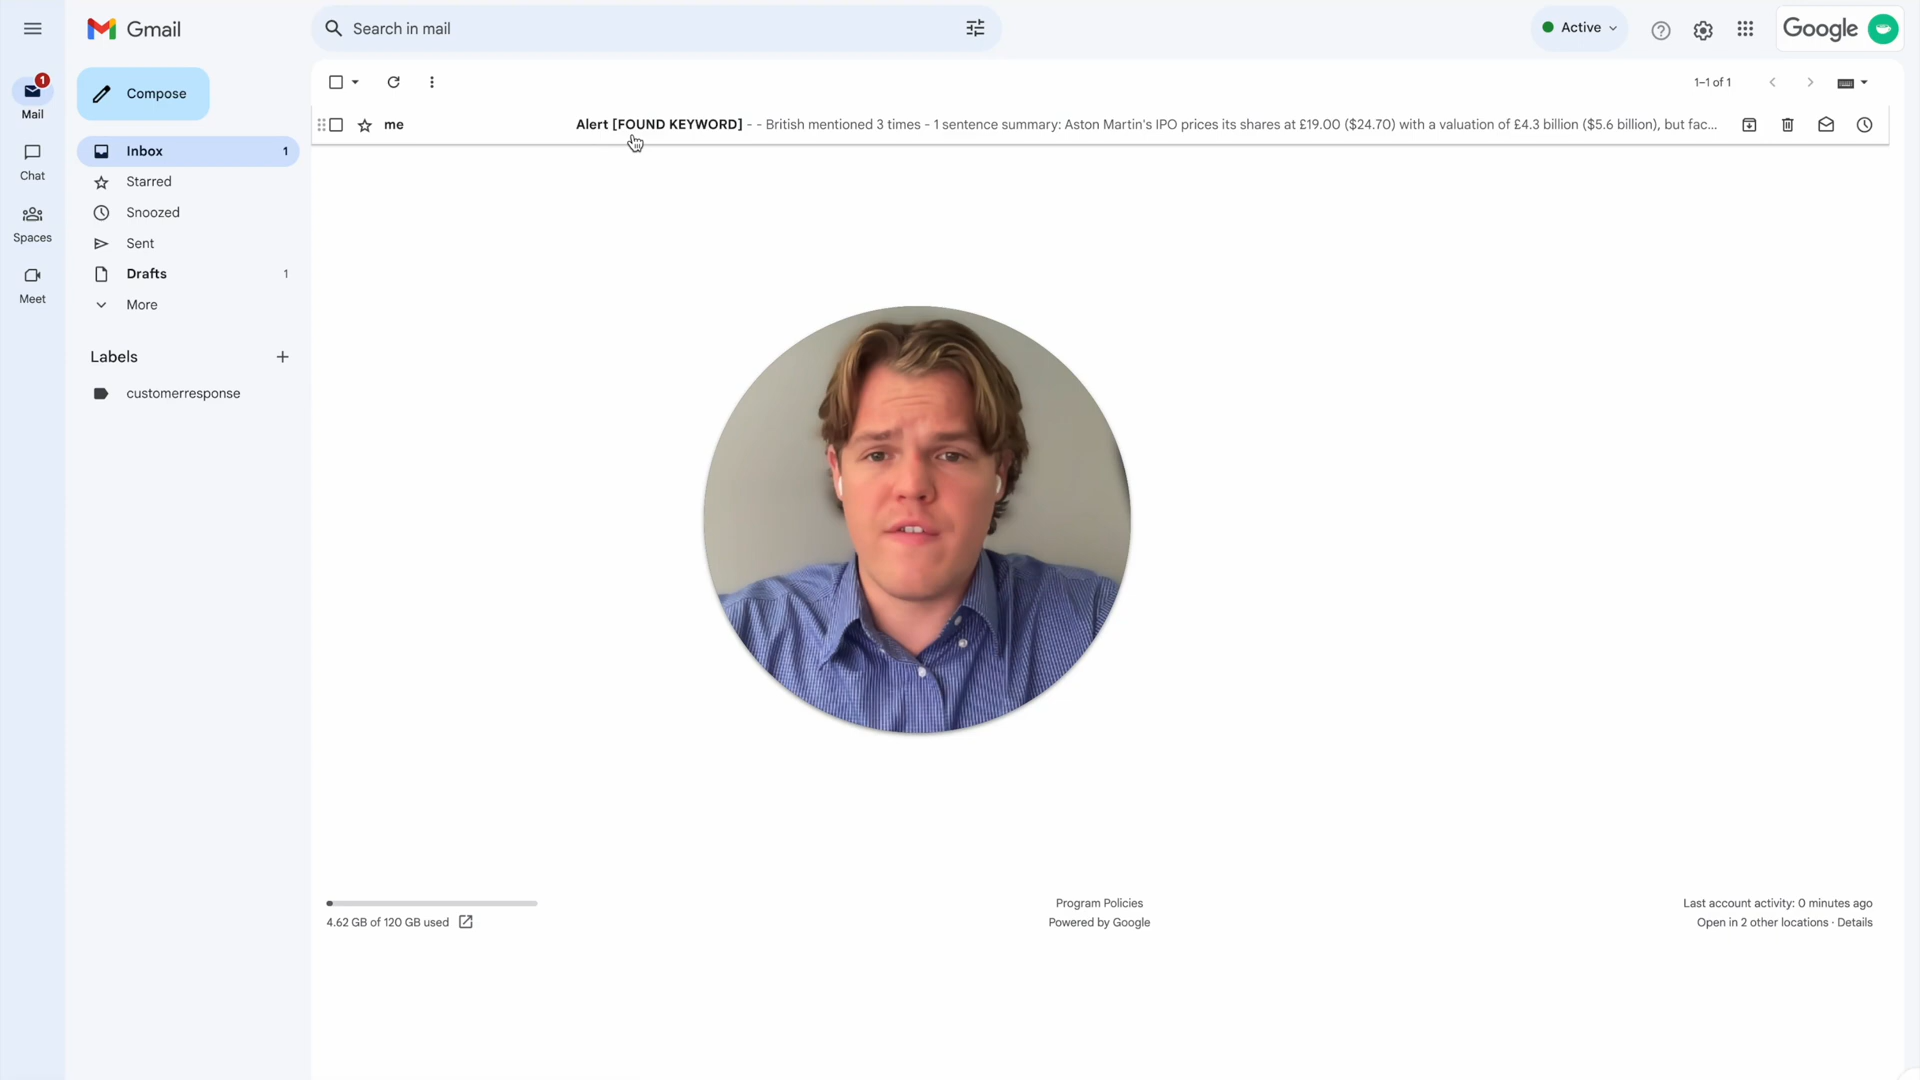 Gmail
Search in mail
Active
Google
1
Mail
Compose
1–1 of 1
me
Alert [FOUND KEYWORD] - - British mentioned 3 times - 1 sentence summary: Aston Martin's IPO prices its shares at £19.00 ($24.70) with a valuation of £4.3 billion ($5.6 billion), but fac...
Inbox 1
Chat
Starred
Snoozed
Spaces
Sent
Drafts 1
Meet
More
Labels
customerresponse
4.62 GB of 120 GB used
Program Policies
Powered by Google
Last account activity: 0 minutes ago
Open in 2 other locations · Details